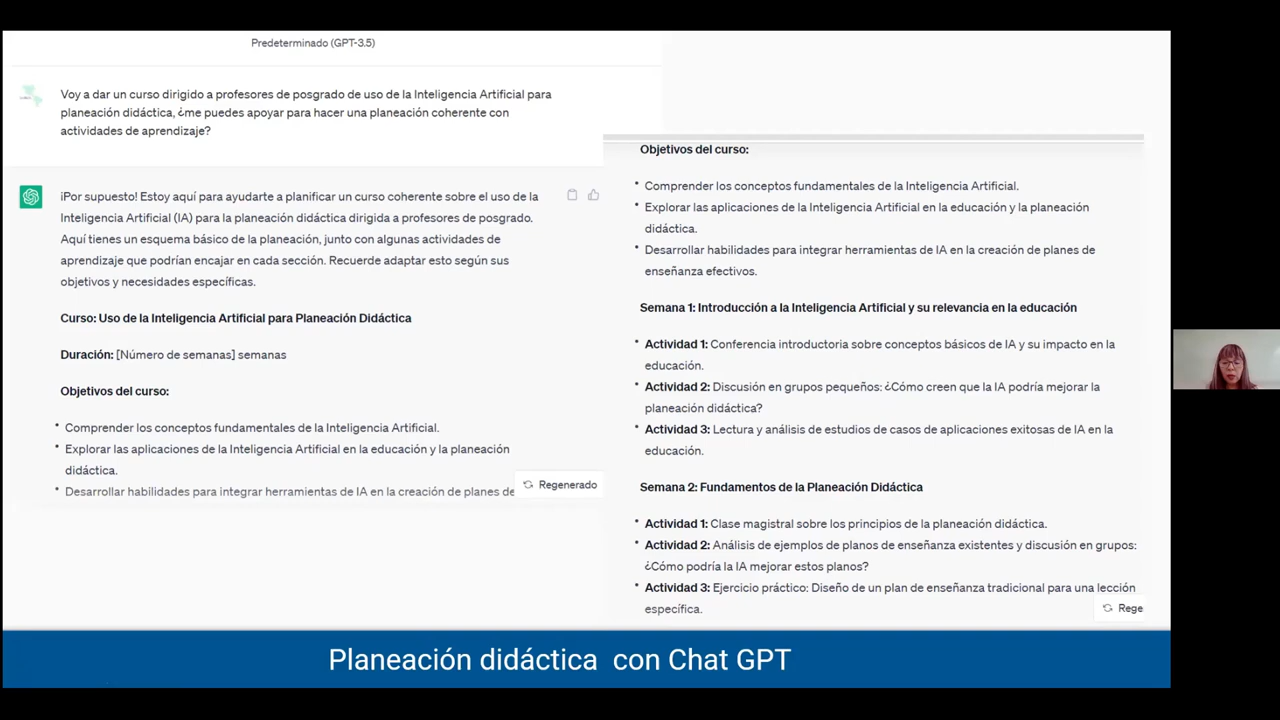 Predeterminado (GPT-3.5)
Voy a dar un curso dirigido a profesores de posgrado de uso de la Inteligencia Artificial para
planeación didáctica, ¿me puedes apoyar para hacer una planeación coherente con
actividades de aprendizaje?
¡Por supuesto! Estoy aquí para ayudarte a planificar un curso coherente sobre el uso de la
Inteligencia Artificial (IA) para la planeación didáctica dirigida a profesores de posgrado.
Aquí tienes un esquema básico de la planeación, junto con algunas actividades de
aprendizaje que podrían encajar en cada sección. Recuerde adaptar esto según sus
objetivos y necesidades específicas.
Curso: Uso de la Inteligencia Artificial para Planeación Didáctica
Duración: [Número de semanas] semanas
Objetivos del curso:
• Comprender los conceptos fundamentales de la Inteligencia Artificial.
• Explorar las aplicaciones de la Inteligencia Artificial en la educación y la planeación
didáctica.
• Desarrollar habilidades para integrar herramientas de IA en la creación de planes de
Regenerado
Objetivos del curso:
• Comprender los conceptos fundamentales de la Inteligencia Artificial.
• Explorar las aplicaciones de la Inteligencia Artificial en la educación y la planeación
didáctica.
• Desarrollar habilidades para integrar herramientas de IA en la creación de planes de
enseñanza efectivos.
Semana 1: Introducción a la Inteligencia Artificial y su relevancia en la educación
• Actividad 1: Conferencia introductoria sobre conceptos básicos de IA y su impacto en la
educación.
• Actividad 2: Discusión en grupos pequeños: ¿Cómo creen que la IA podría mejorar la
planeación didáctica?
• Actividad 3: Lectura y análisis de estudios de casos de aplicaciones exitosas de IA en la
educación.
Semana 2: Fundamentos de la Planeación Didáctica
• Actividad 1: Clase magistral sobre los principios de la planeación didáctica.
• Actividad 2: Análisis de ejemplos de planos de enseñanza existentes y discusión en grupos:
¿Cómo podría la IA mejorar estos planos?
• Actividad 3: Ejercicio práctico: Diseño de un plan de enseñanza tradicional para una lección
específica.
Rege
Planeación didáctica con Chat GPT